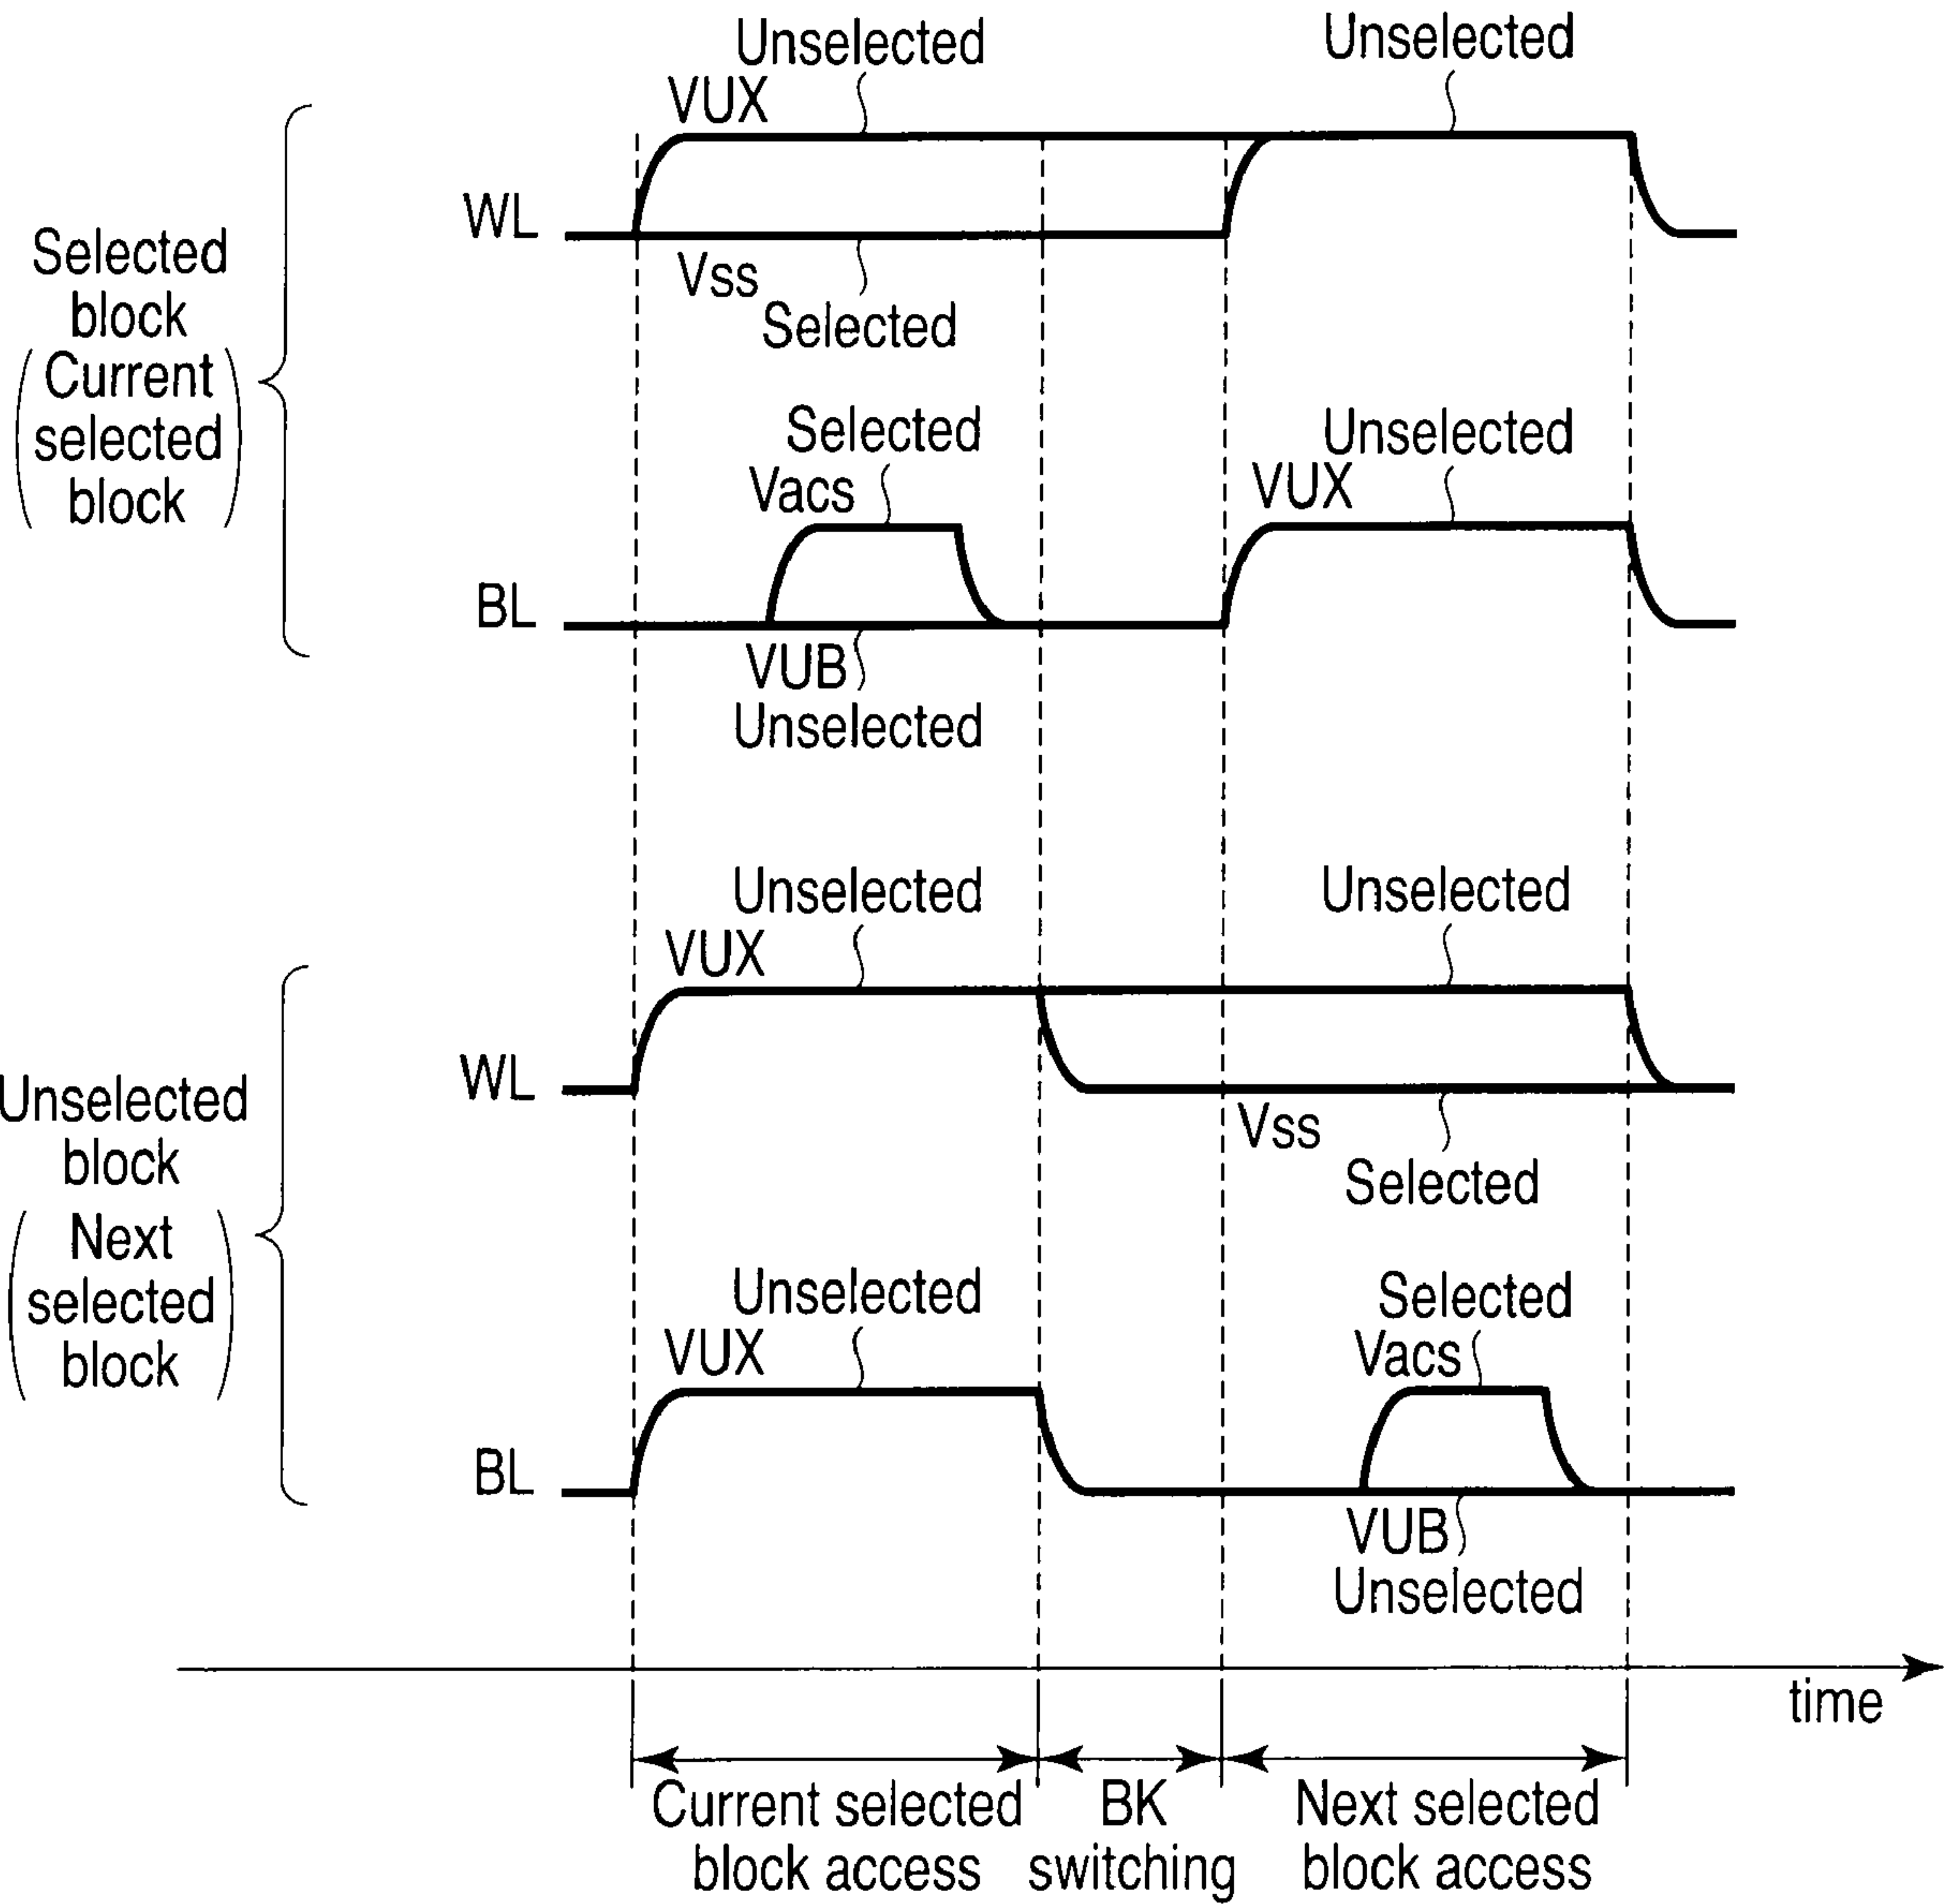 Unselected
Unselected
VUX
WL
Vss
Selected
Selected
block
Current
selected
block
Selected
Vacs
Unselected
VUX
BL
VUB
Unselected
Unselected
VUX
Unselected
WL
Vss
Selected
Unselected
block
Next
selected
block
Unselected
VUX
Selected
Vacs
BL
VUB
Unselected
time
Current selected
block access
BK
switching
Next selected
block access